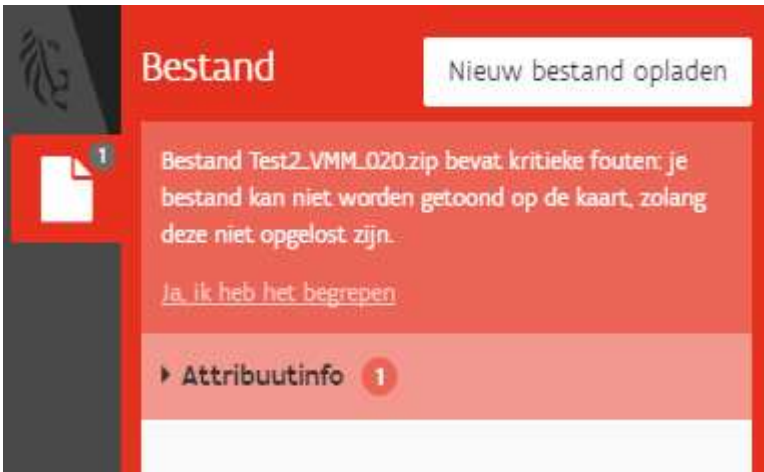 Bestand
Nieuw bestand opladen
1
Bestand Test2_VMM_020.zip bevat kritieke fouten: je
bestand kan niet worden getoond op de kaart, zolang
deze niet opgelost zijn.
Ja, ik heb het begrepen
Attribuutinfo 1